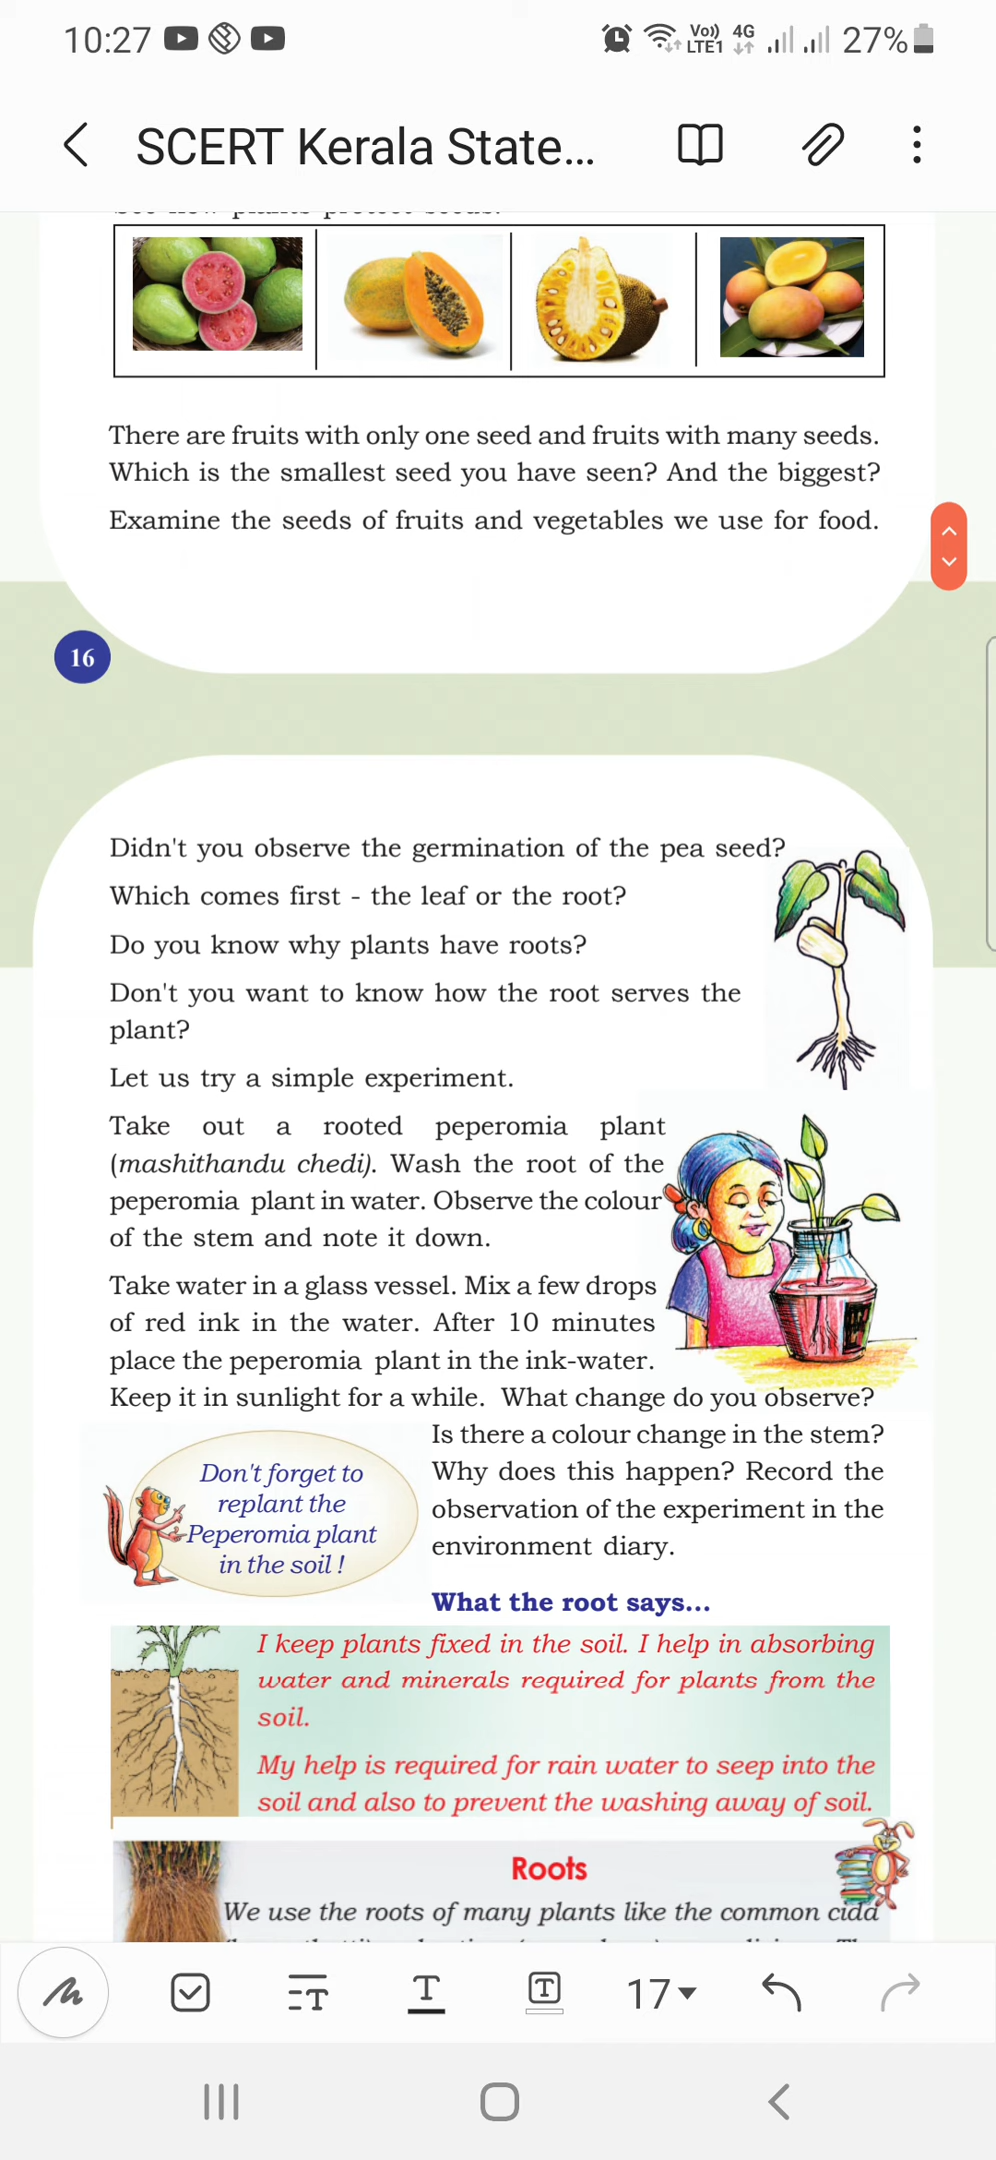 10:27
Vo)) LTE1 4G 27%
SCERT Kerala State...
See how plants protect seeds.
There are fruits with only one seed and fruits with many seeds.
Which is the smallest seed you have seen? And the biggest?
Examine the seeds of fruits and vegetables we use for food.
16
Didn't you observe the germination of the pea seed?
Which comes first - the leaf or the root?
Do you know why plants have roots?
Don't you want to know how the root serves the
plant?
Let us try a simple experiment.
Take out a rooted peperomia plant
(mashithandu chedi). Wash the root of the
peperomia plant in water. Observe the colour
of the stem and note it down.
Take water in a glass vessel. Mix a few drops
of red ink in the water. After 10 minutes
place the peperomia plant in the ink-water.
Keep it in sunlight for a while. What change do you observe?
Is there a colour change in the stem?
Why does this happen? Record the
observation of the experiment in the
environment diary.
Don't forget to
replant the
Peperomia plant
in the soil !
What the root says...
I keep plants fixed in the soil. I help in absorbing
water and minerals required for plants from the
soil.
My help is required for rain water to seep into the
soil and also to prevent the washing away of soil.
Roots
We use the roots of many plants like the common cida
17